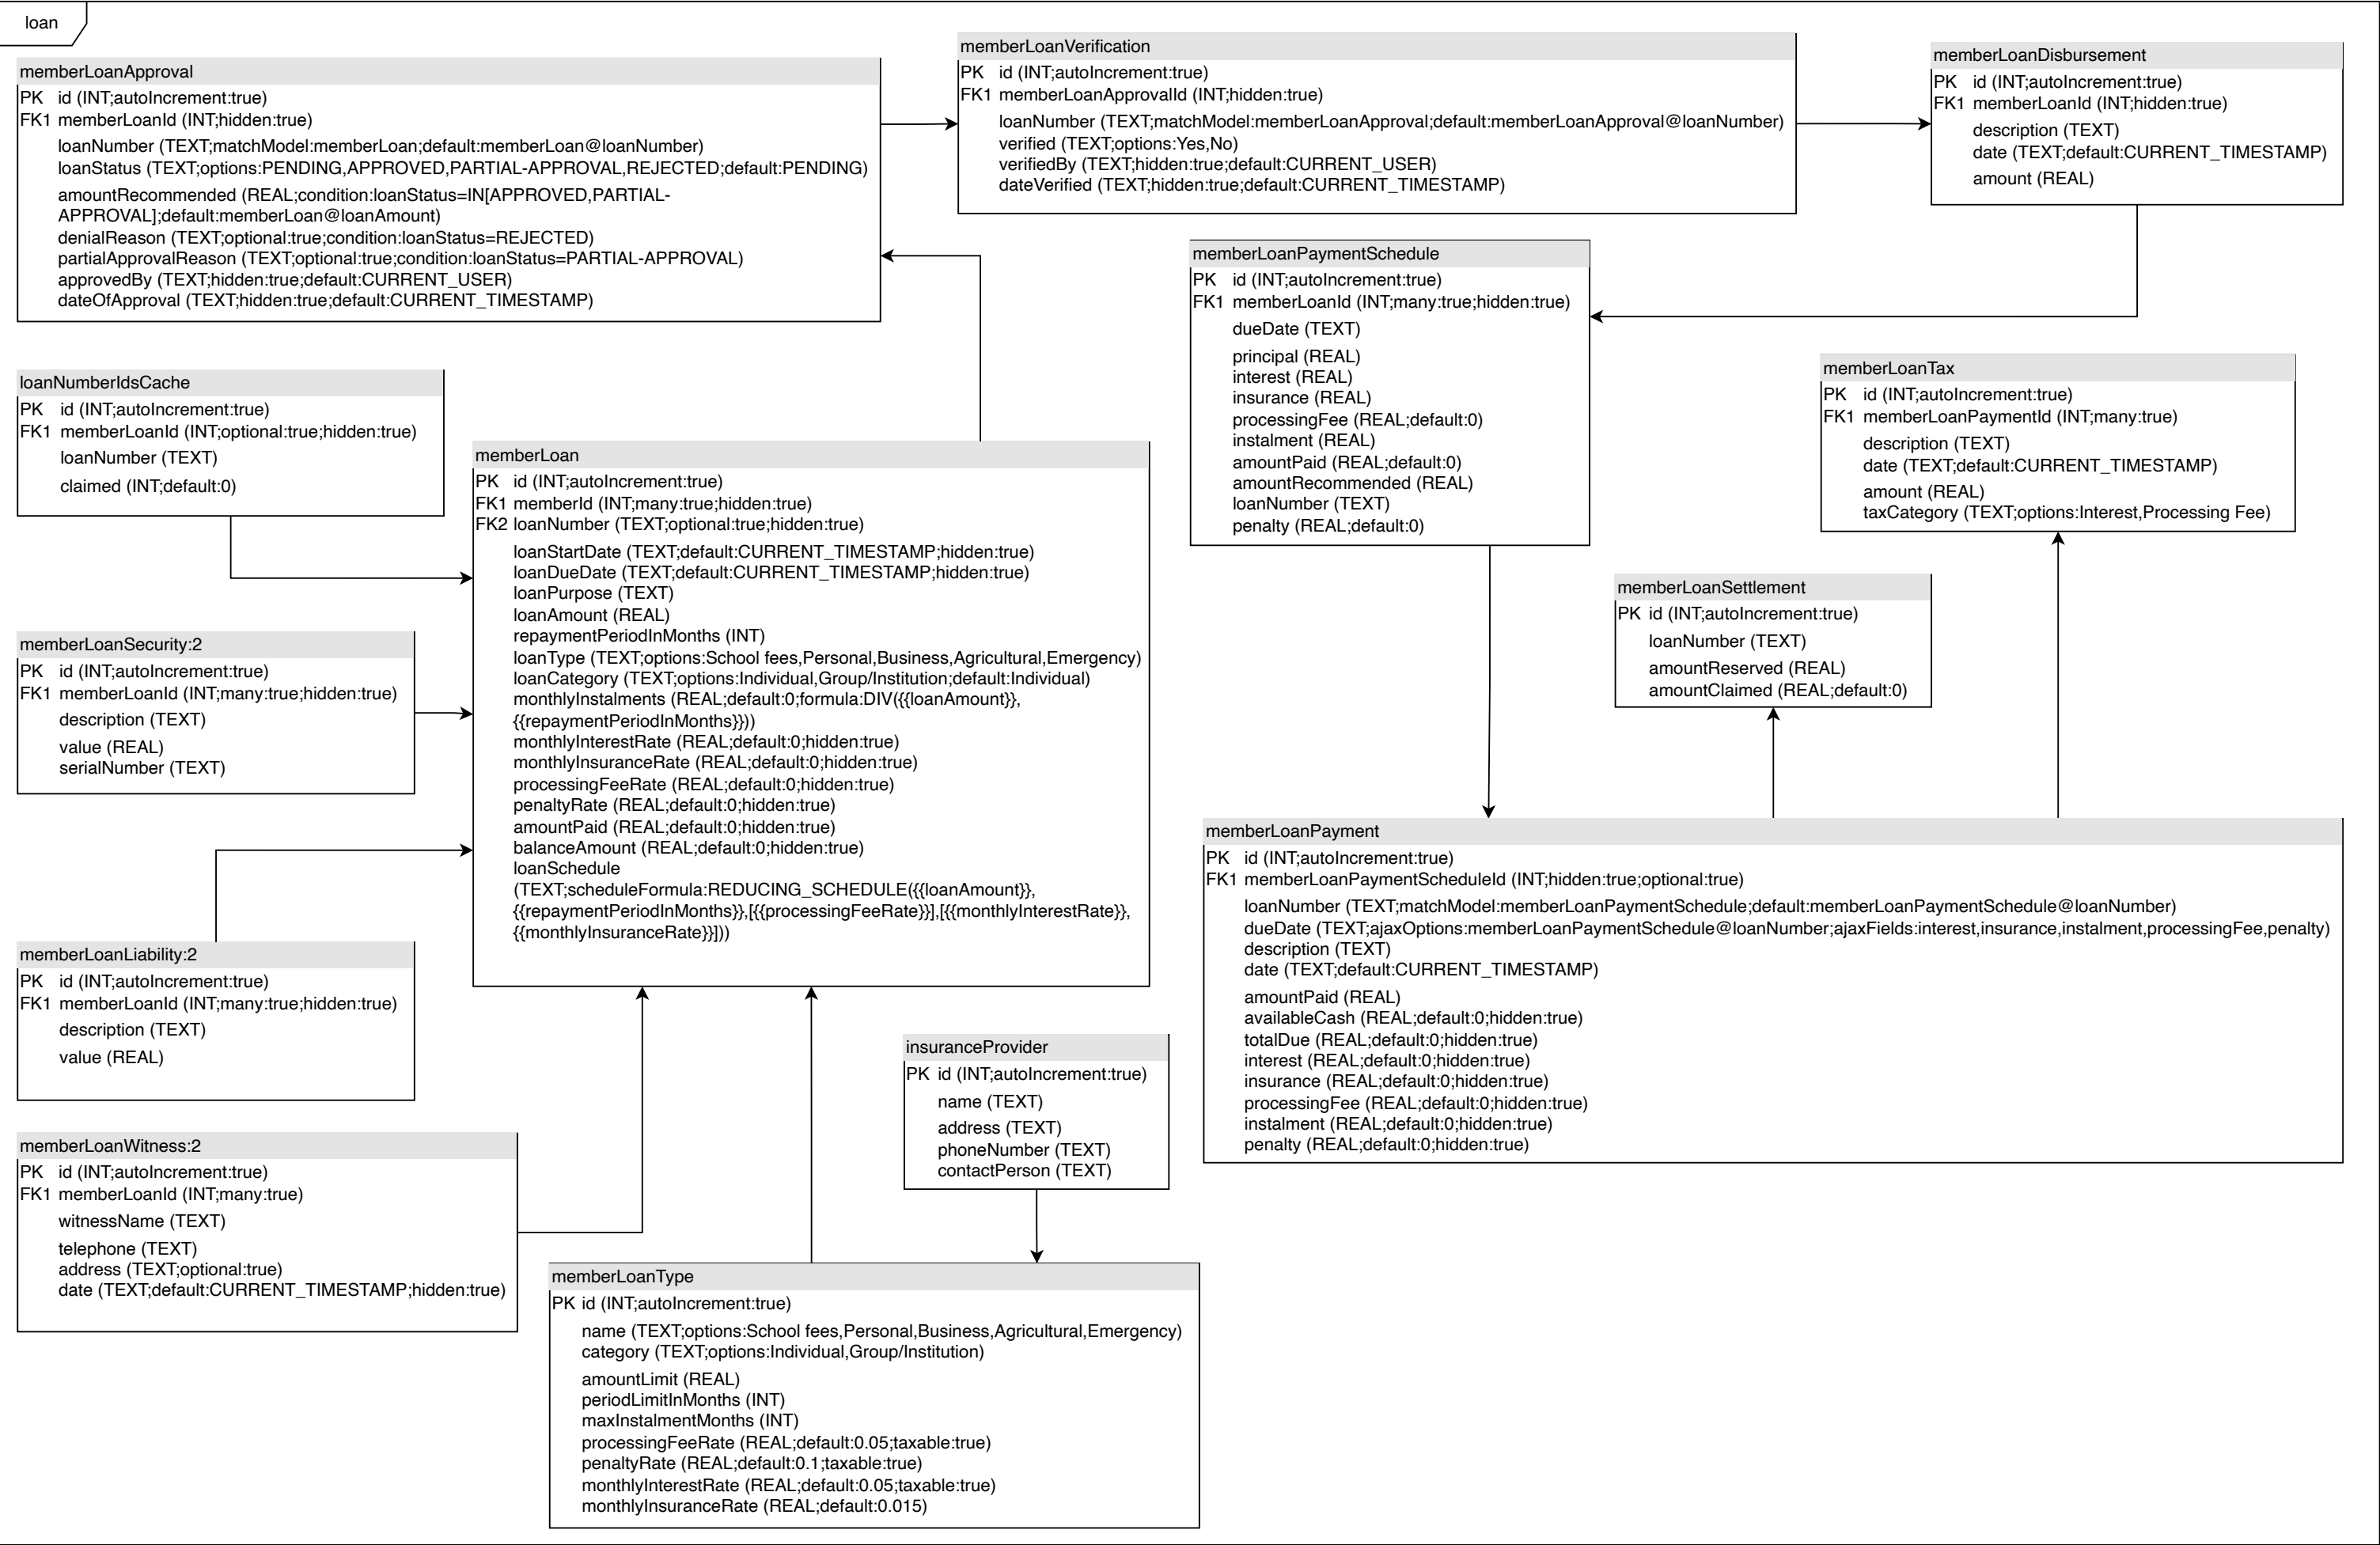 loan
memberLoanApproval
PK id (INT;autoIncrement:true)
FK1 memberLoanId (INT;hidden:true)
loanNumber (TEXT;matchModel:memberLoan;default:memberLoan@loanNumber)
loanStatus (TEXT;options:PENDING,APPROVED,PARTIAL-APPROVAL,REJECTED;default:PENDING)
amountRecommended (REAL;condition:loanStatus=IN[APPROVED,PARTIAL-
APPROVAL];default:memberLoan@loanAmount)
denialReason (TEXT;optional:true;condition:loanStatus=REJECTED)
partialApprovalReason (TEXT;optional:true;condition:loanStatus=PARTIAL-APPROVAL)
approvedBy (TEXT;hidden:true;default:CURRENT_USER)
dateOfApproval (TEXT;hidden:true;default:CURRENT_TIMESTAMP)
memberLoanVerification
PK id (INT;autoIncrement:true)
FK1 memberLoanApprovalId (INT;hidden:true)
loanNumber (TEXT;matchModel:memberLoanApproval;default:memberLoanApproval@loanNumber)
verified (TEXT;options:Yes,No)
verifiedBy (TEXT;hidden:true;default:CURRENT_USER)
dateVerified (TEXT;hidden:true;default:CURRENT_TIMESTAMP)
memberLoanDisbursement
PK id (INT;autoIncrement:true)
FK1 memberLoanId (INT;hidden:true)
description (TEXT)
date (TEXT;default:CURRENT_TIMESTAMP)
amount (REAL)
memberLoanPaymentSchedule
PK id (INT;autoIncrement:true)
FK1 memberLoanId (INT;many:true;hidden:true)
dueDate (TEXT)
principal (REAL)
interest (REAL)
insurance (REAL)
processingFee (REAL;default:0)
instalment (REAL)
amountPaid (REAL;default:0)
amountRecommended (REAL)
loanNumber (TEXT)
penalty (REAL;default:0)
memberLoanTax
PK id (INT;autoIncrement:true)
FK1 memberLoanPaymentId (INT;many:true)
description (TEXT)
date (TEXT;default:CURRENT_TIMESTAMP)
amount (REAL)
taxCategory (TEXT;options:Interest,Processing Fee)
loanNumberIdsCache
PK id (INT;autoIncrement:true)
FK1 memberLoanId (INT;optional:true;hidden:true)
loanNumber (TEXT)
claimed (INT;default:0)
memberLoan
PK id (INT;autoIncrement:true)
FK1 memberId (INT;many:true;hidden:true)
FK2 loanNumber (TEXT;optional:true;hidden:true)
loanStartDate (TEXT;default:CURRENT_TIMESTAMP;hidden:true)
loanDueDate (TEXT;default:CURRENT_TIMESTAMP;hidden:true)
loanPurpose (TEXT)
loanAmount (REAL)
repaymentPeriodInMonths (INT)
loanType (TEXT;options:School fees,Personal,Business,Agricultural,Emergency)
loanCategory (TEXT;options:Individual,Group/Institution;default:Individual)
monthlyInstalments (REAL;default:0;formula:DIV({{loanAmount}},
{{repaymentPeriodInMonths}}))
monthlyInterestRate (REAL;default:0;hidden:true)
monthlyInsuranceRate (REAL;default:0;hidden:true)
processingFeeRate (REAL;default:0;hidden:true)
penaltyRate (REAL;default:0;hidden:true)
amountPaid (REAL;default:0;hidden:true)
balanceAmount (REAL;default:0;hidden:true)
loanSchedule
(TEXT;scheduleFormula:REDUCING_SCHEDULE({{loanAmount}},
{{repaymentPeriodInMonths}},[{{processingFeeRate}}],[{{monthlyInterestRate}},
{{monthlyInsuranceRate}}]))
memberLoanSettlement
PK id (INT;autoIncrement:true)
loanNumber (TEXT)
amountReserved (REAL)
amountClaimed (REAL;default:0)
memberLoanSecurity:2
PK id (INT;autoIncrement:true)
FK1 memberLoanId (INT;many:true;hidden:true)
description (TEXT)
value (REAL)
serialNumber (TEXT)
memberLoanPayment
PK id (INT;autoIncrement:true)
FK1 memberLoanPaymentScheduleId (INT;hidden:true;optional:true)
loanNumber (TEXT;matchModel:memberLoanPaymentSchedule;default:memberLoanPaymentSchedule@loanNumber)
dueDate (TEXT;ajaxOptions:memberLoanPaymentSchedule@loanNumber;ajaxFields:interest,insurance,instalment,processingFee,penalty)
description (TEXT)
date (TEXT;default:CURRENT_TIMESTAMP)
amountPaid (REAL)
availableCash (REAL;default:0;hidden:true)
totalDue (REAL;default:0;hidden:true)
interest (REAL;default:0;hidden:true)
insurance (REAL;default:0;hidden:true)
processingFee (REAL;default:0;hidden:true)
instalment (REAL;default:0;hidden:true)
penalty (REAL;default:0;hidden:true)
memberLoanLiability:2
PK id (INT;autoIncrement:true)
FK1 memberLoanId (INT;many:true;hidden:true)
description (TEXT)
value (REAL)
insuranceProvider
PK id (INT;autoIncrement:true)
name (TEXT)
address (TEXT)
phoneNumber (TEXT)
contactPerson (TEXT)
memberLoanWitness:2
PK id (INT;autoIncrement:true)
FK1 memberLoanId (INT;many:true)
witnessName (TEXT)
telephone (TEXT)
address (TEXT;optional:true)
date (TEXT;default:CURRENT_TIMESTAMP;hidden:true)
memberLoanType
PK id (INT;autoIncrement:true)
name (TEXT;options:School fees,Personal,Business,Agricultural,Emergency)
category (TEXT;options:Individual,Group/Institution)
amountLimit (REAL)
periodLimitInMonths (INT)
maxInstalmentMonths (INT)
processingFeeRate (REAL;default:0.05;taxable:true)
penaltyRate (REAL;default:0.1;taxable:true)
monthlyInterestRate (REAL;default:0.05;taxable:true)
monthlyInsuranceRate (REAL;default:0.015)